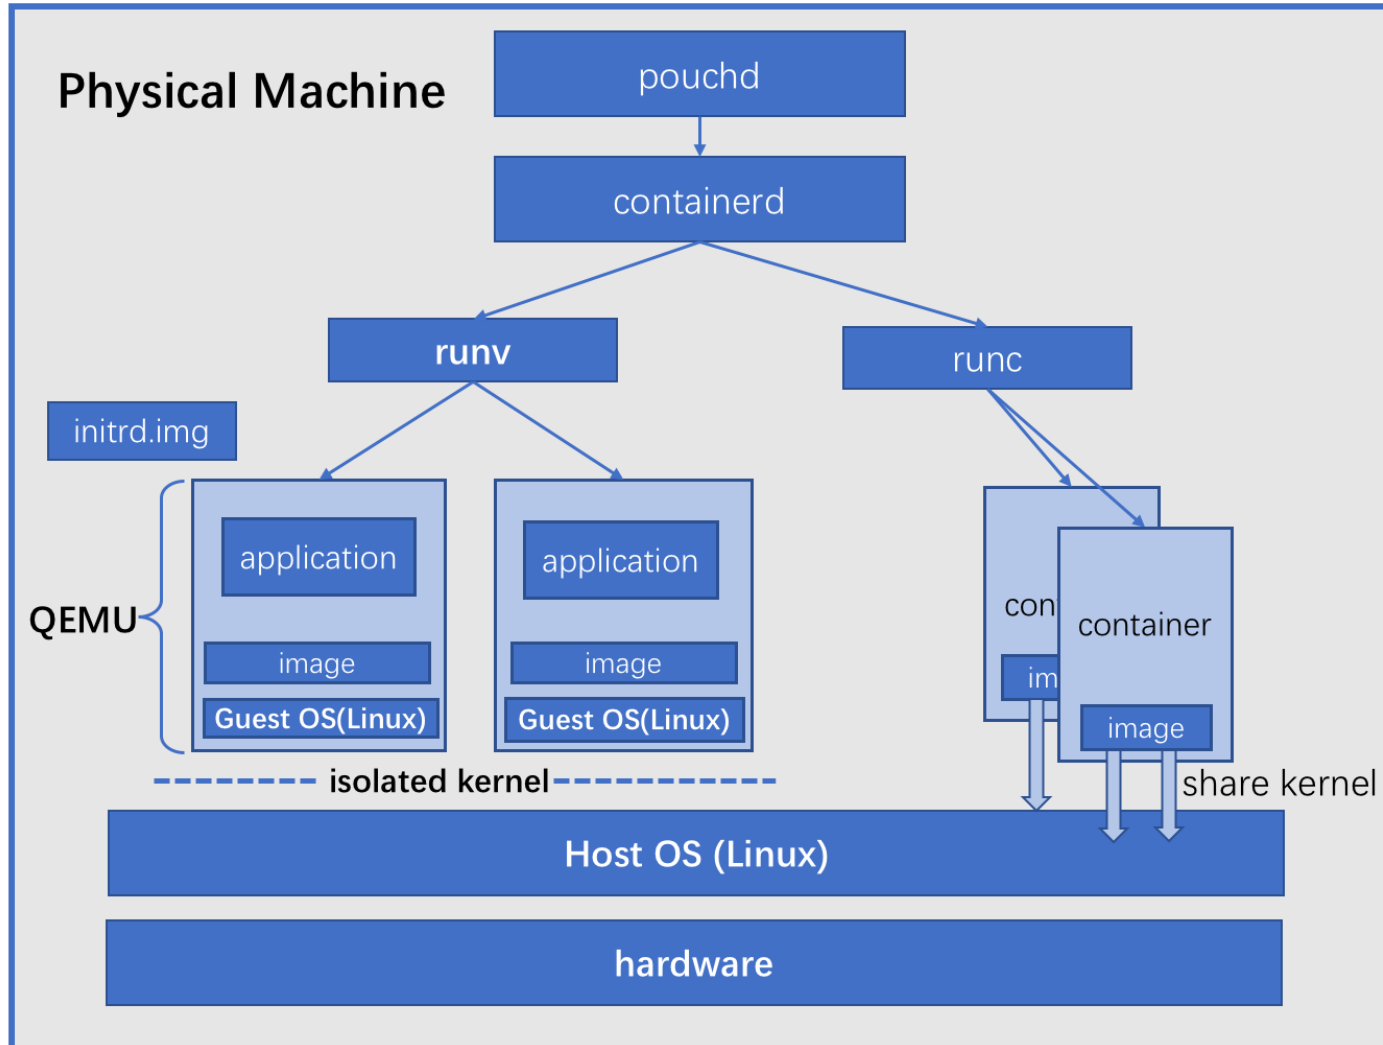 Physical Machine
pouchd
containerd
runv
runc
initrd.img
application
application
QEMU
con
container
image
image
im
Guest OS(Linux)
Guest OS(Linux)
image
isolated kernel
share kernel
Host OS (Linux)
hardware